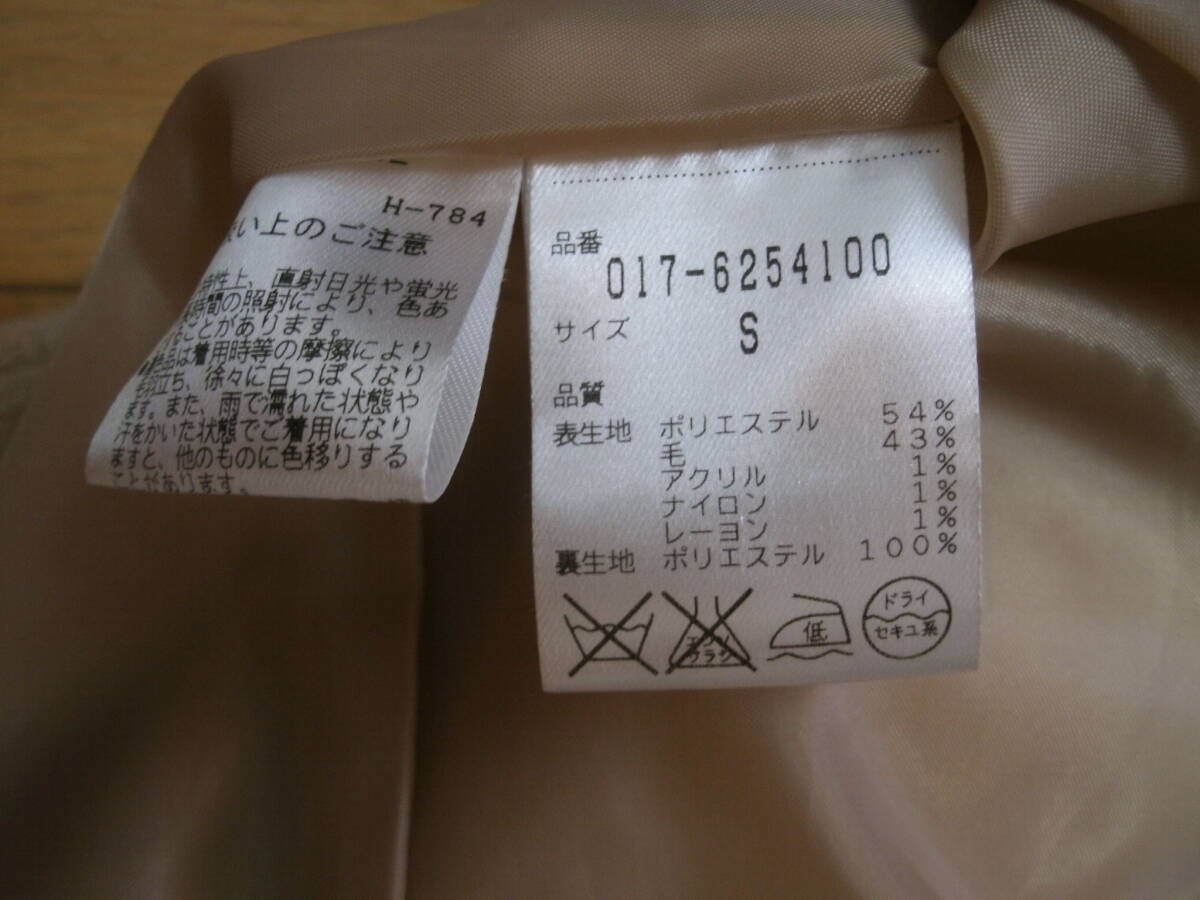 H-784
い上のご注意
特性上、直射日光や蛍光
時間の照射により、色あ
ことがあります。
は着用時等の摩擦により
立ち、徐々に白っぽくなり
ます。また、雨で濡れた状態や
汗をかいた状態でご着用になり
ますと、他のものに色移りする
ことがあります。
品番
017-6254100
サイズ S
品質
表生地 ポリエステル 54%
毛 43%
アクリル 1%
ナイロン 1%
レーヨン 1%
裏生地 ポリエステル 100%
エンソ
フラシ
低
ドライ
セキユ系